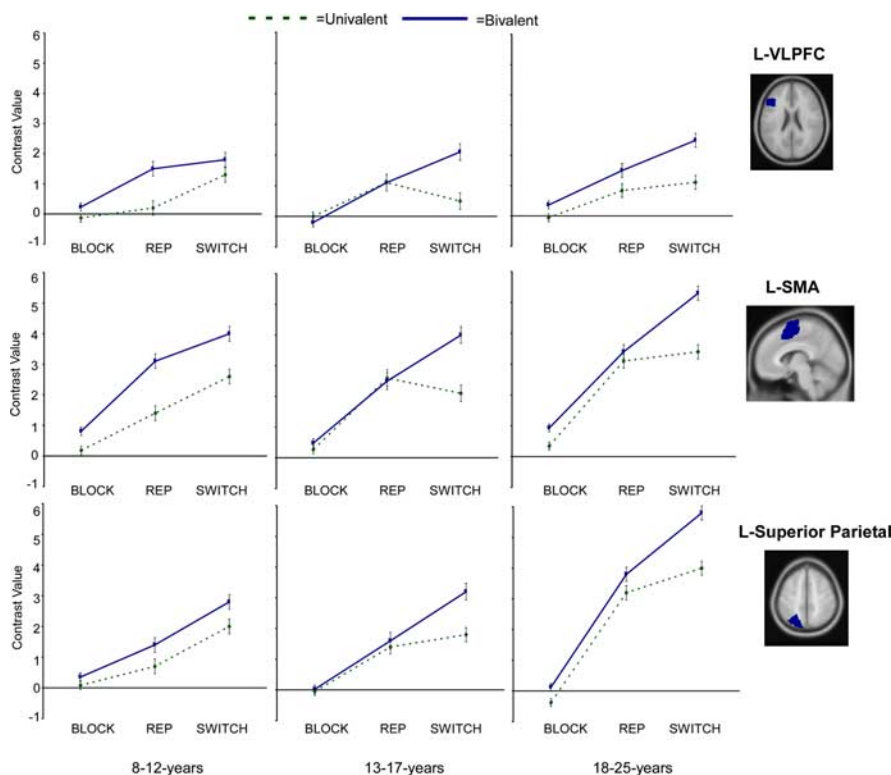 =Univalent =Bivalent
L-VLPFC
Contrast Value
6
5
4
3
2
1
0
-1
BLOCK REP SWITCH BLOCK REP SWITCH BLOCK REP SWITCH
L-SMA
Contrast Value
6
5
4
3
2
1
0
-1
BLOCK REP SWITCH BLOCK REP SWITCH BLOCK REP SWITCH
L-Superior Parietal
Contrast Value
6
5
4
3
2
1
0
-1
BLOCK REP SWITCH BLOCK REP SWITCH BLOCK REP SWITCH
8-12-years 13-17-years 18-25-years